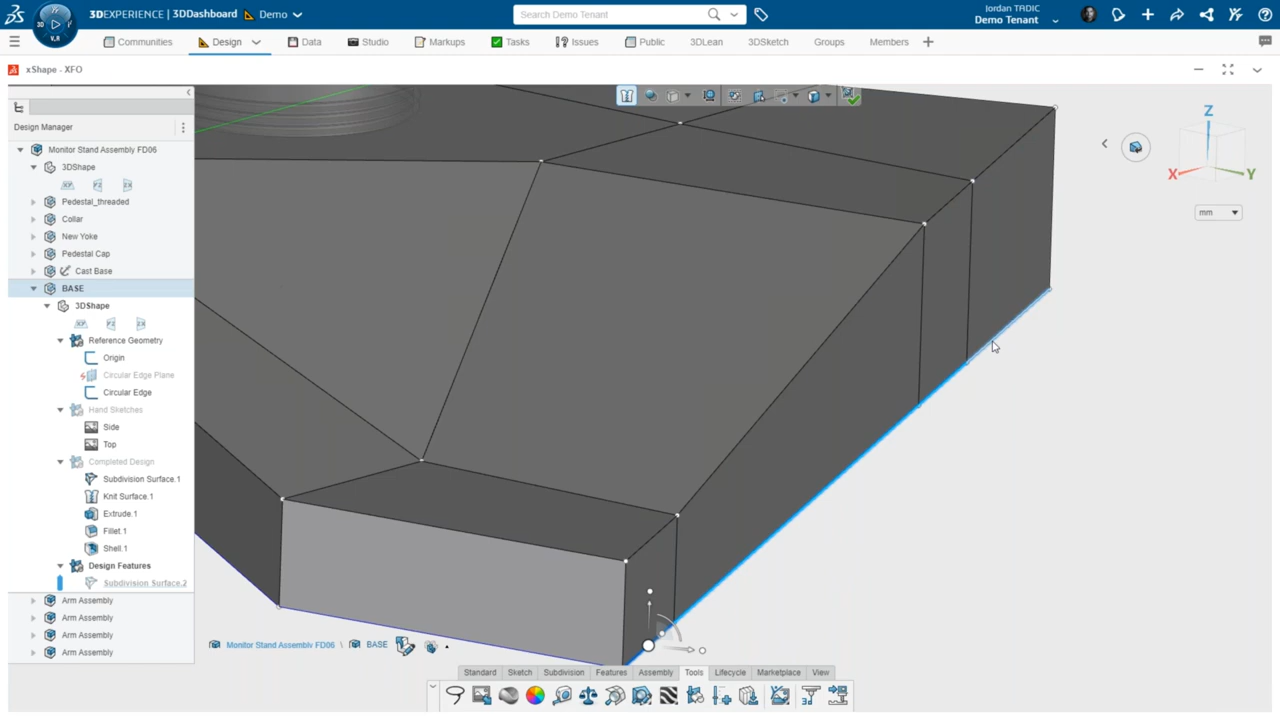 3DEXPERIENCE | 3DDashboard Demo
Search Demo Tenant
Jordan TRDIC
Demo Tenant
3D
V.R
Communities
Design
Data
Studio
Markups
Tasks
Issues
Public
3DLean
3DSketch
Groups
Members
xShape - XFO
Design Manager
Monitor Stand Assembly FD06
3DShape
Pedestal_threaded
Collar
New Yoke
Pedestal Cap
Cast Base
BASE
3DShape
Reference Geometry
Origin
Circular Edge Plane
Circular Edge
Hand Sketches
Side
Top
Completed Design
Subdivision Surface.1
Knit Surface.1
Extrude.1
Fillet.1
Shell.1
Design Features
Subdivision Surface.2
Arm Assembly
Arm Assembly
Arm Assembly
Arm Assembly
Z
X
Y
mm
Monitor Stand Assembly FD06 \ BASE
Standard
Sketch
Subdivision
Features
Assembly
Tools
Lifecycle
Marketplace
View